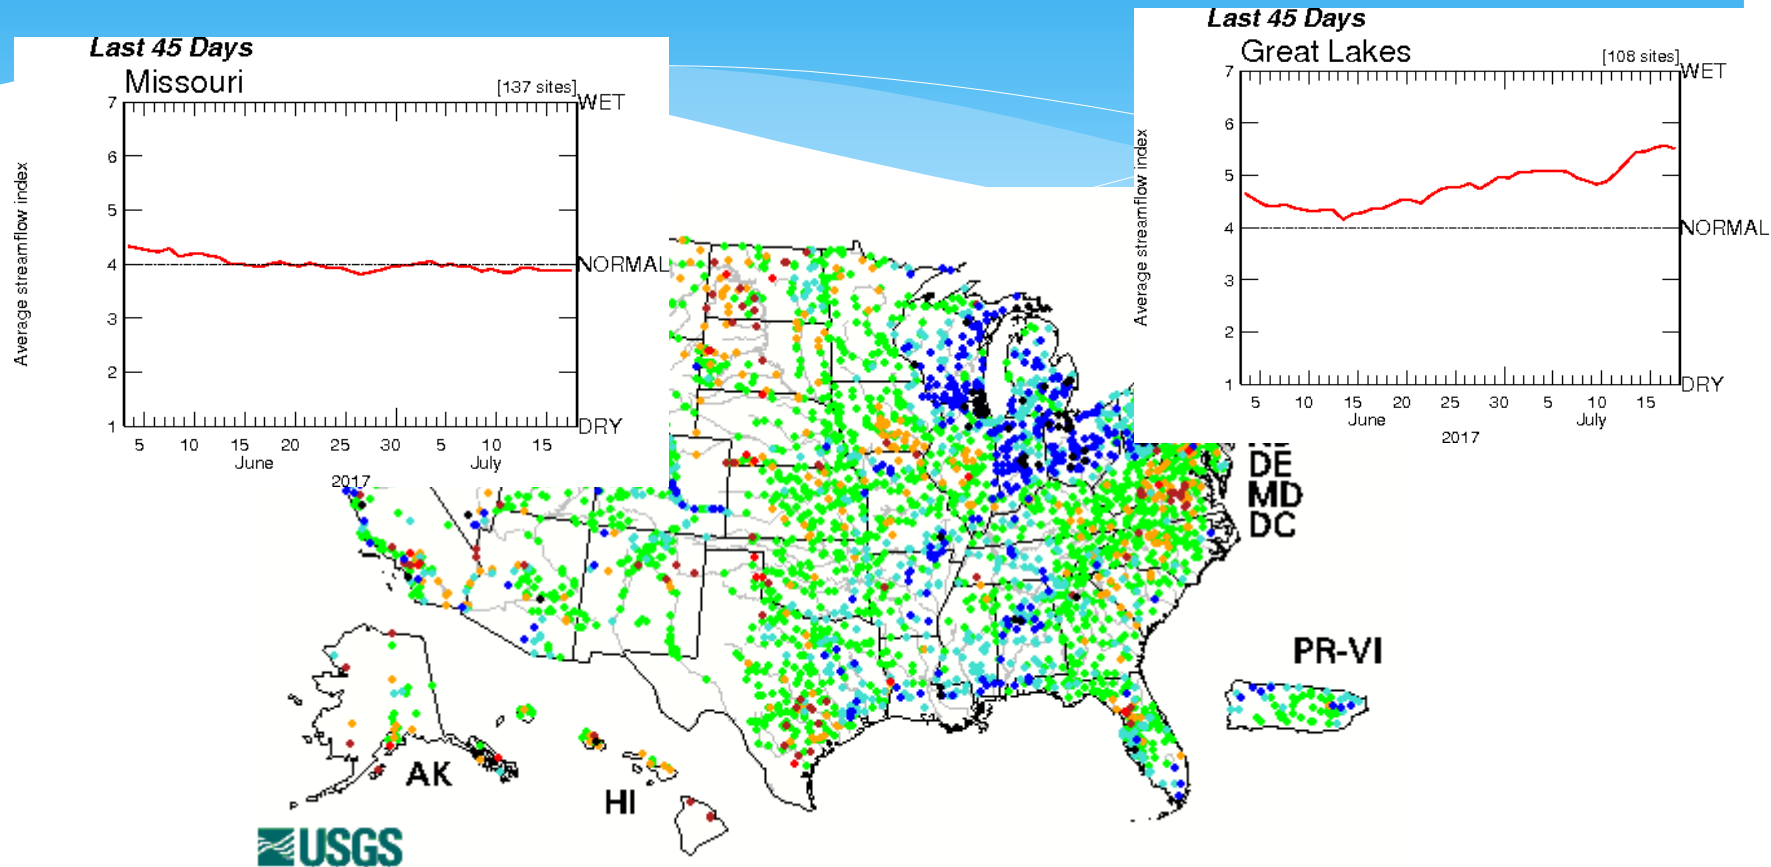 Last 45 Days
Missouri
[137 sites]
7
WET
6
5
4
NORMAL
3
2
1
DRY
Average streamflow index
5 10 15 20 25 30 5 10 15
June July
2017
Last 45 Days
Great Lakes
[108 sites]
7
WET
6
5
4
NORMAL
3
2
1
DRY
Average streamflow index
5 10 15 20 25 30 5 10 15
June July
2017
DE
MD
DC
PR-VI
AK
HI
USGS